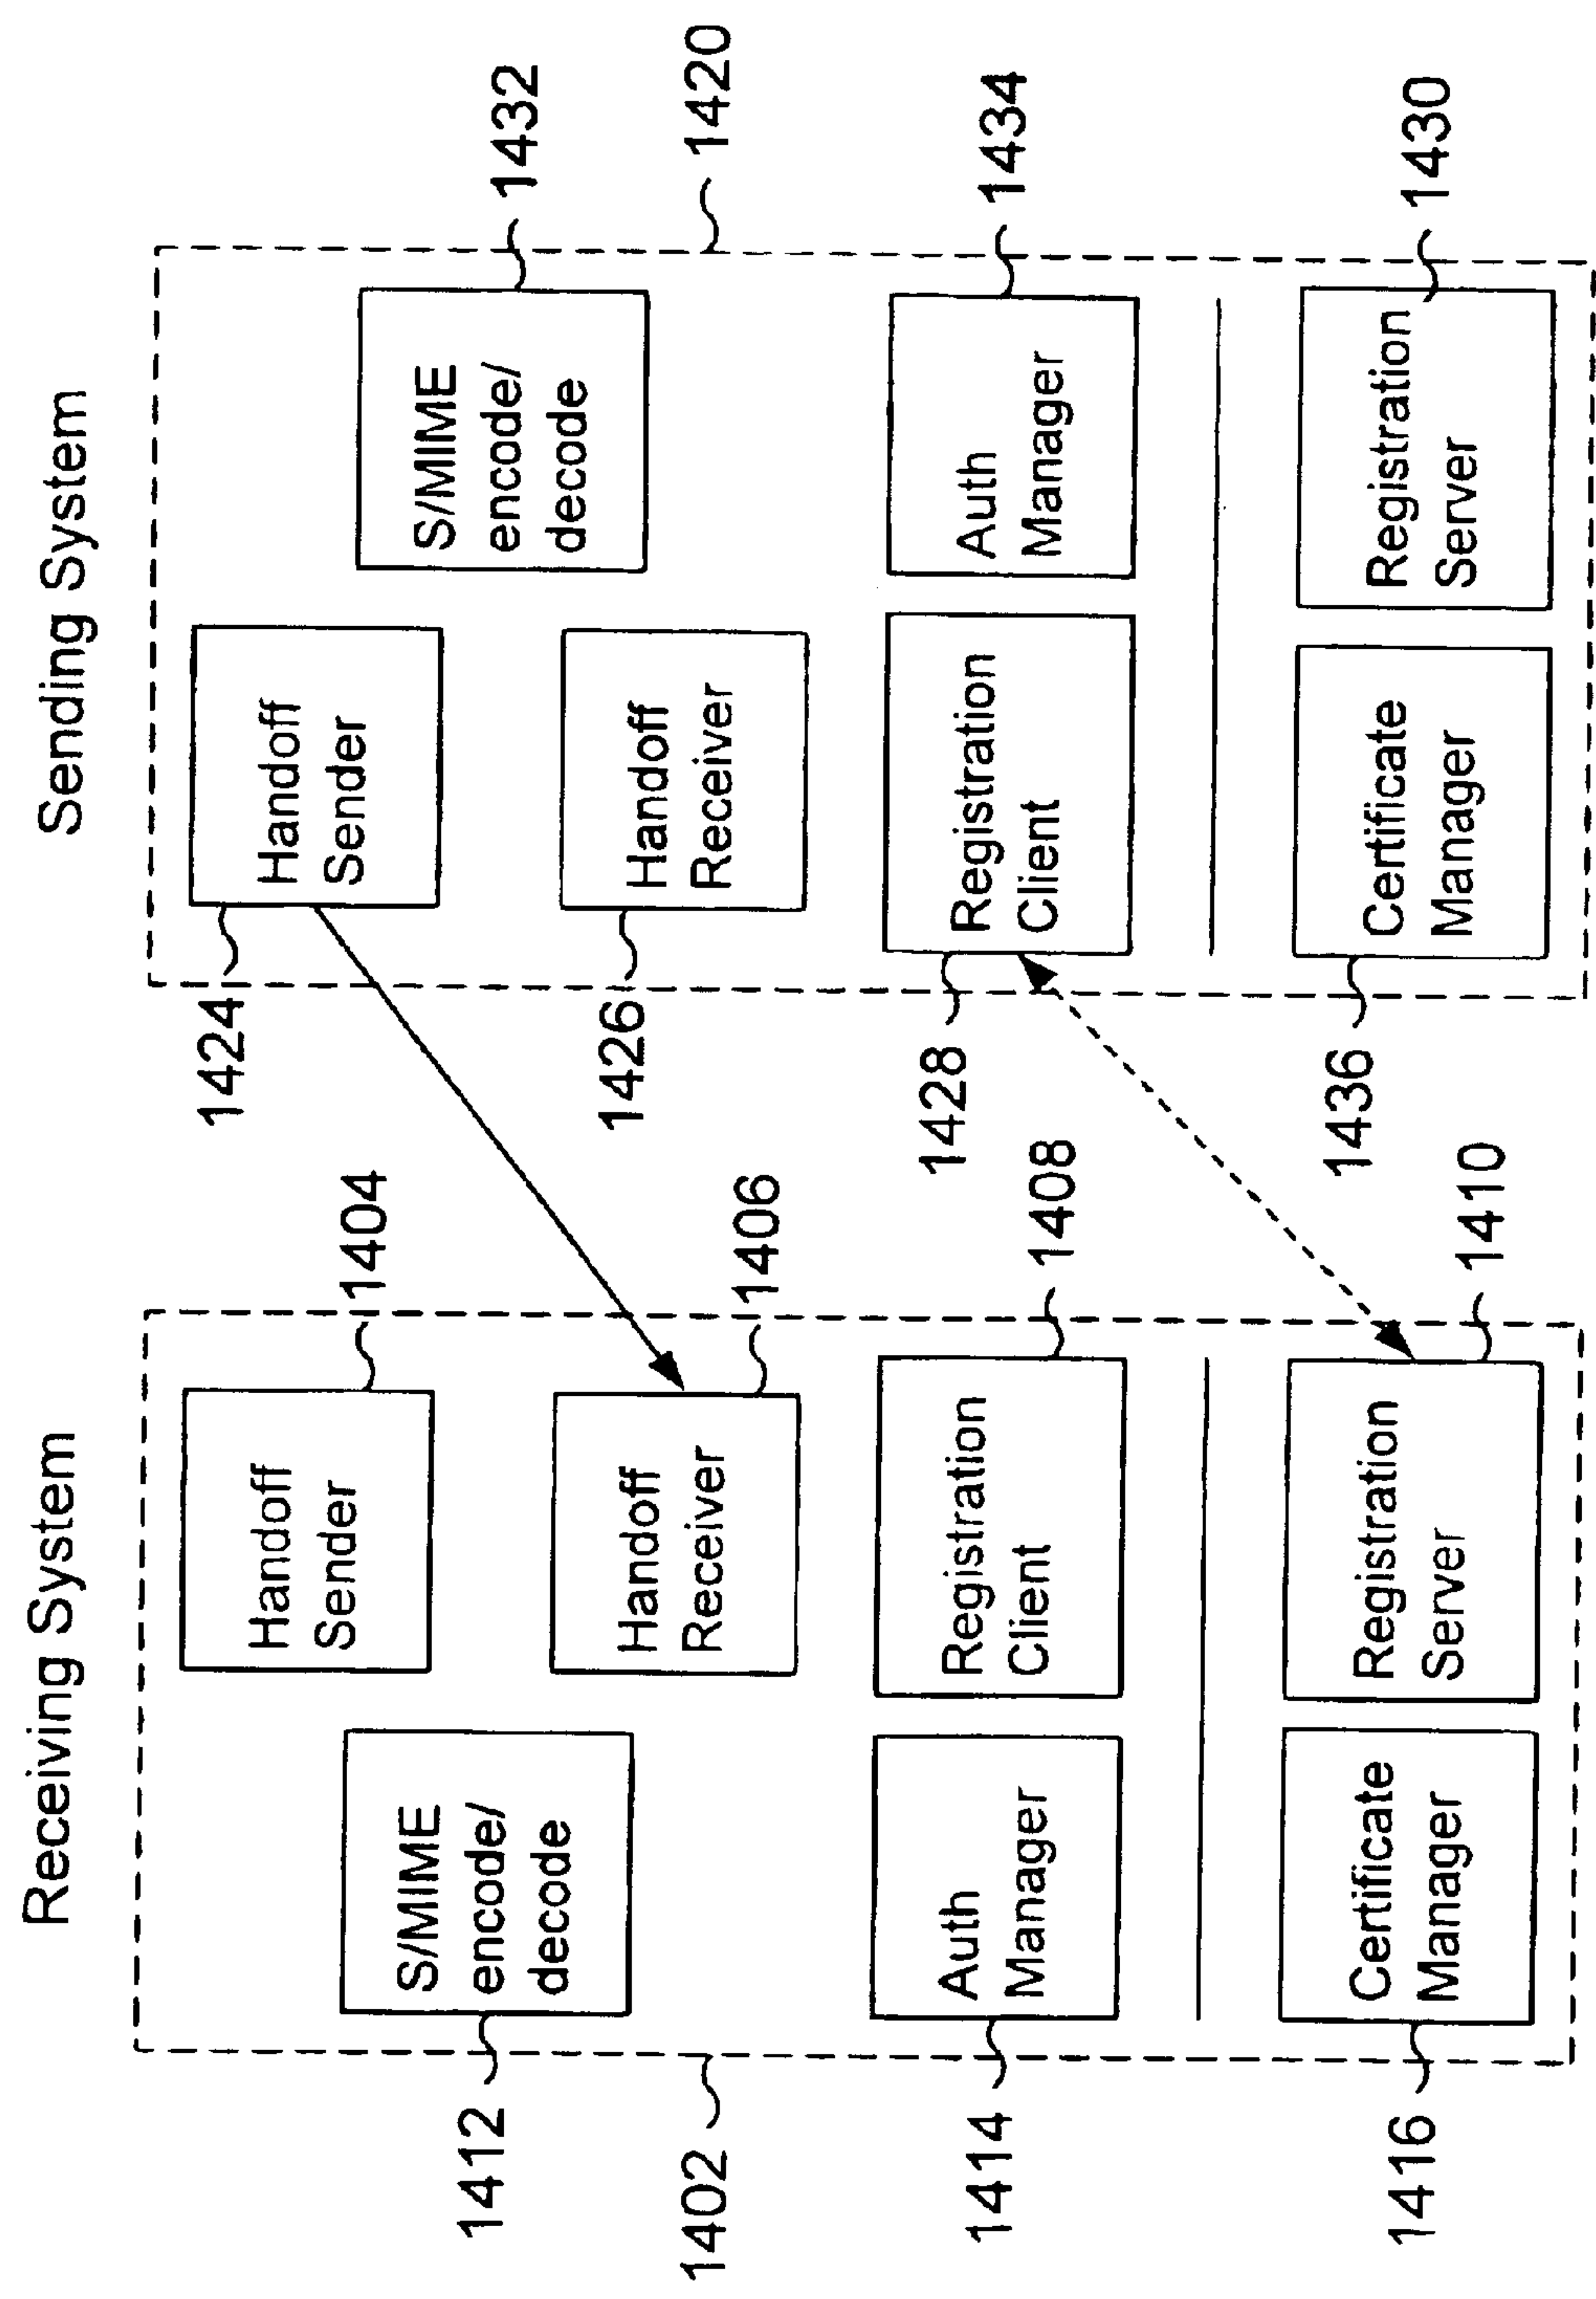 Receiving System
Sending System
1402
1412
S/MIME
encode/
decode
Handoff
Sender
1404
Handoff
Receiver
1406
1414
Auth
Manager
Registration
Client
1408
1416
Certificate
Manager
Registration
Server
1410
1424
Handoff
Sender
S/MIME
encode/
decode
1432
1420
1426
Handoff
Receiver
1428
Registration
Client
Auth
Manager
1434
1436
Certificate
Manager
Registration
Server
1430